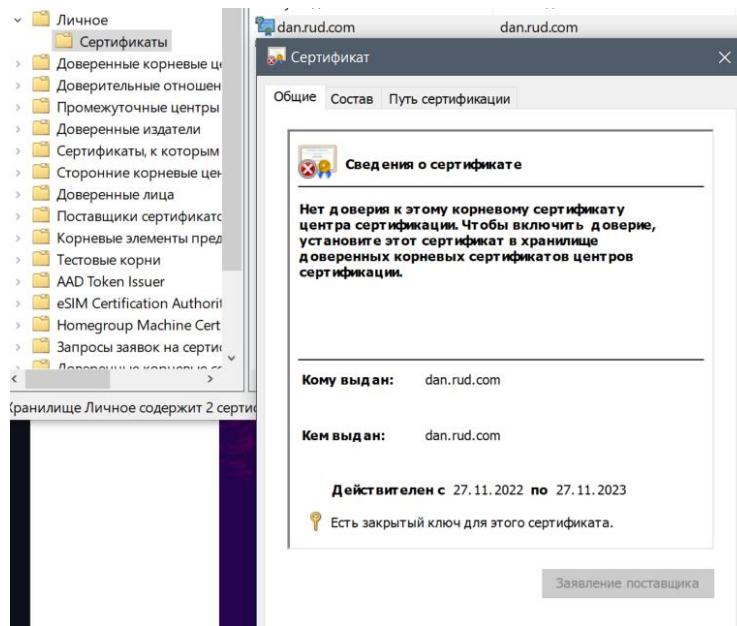 Личное
Сертификаты
Доверенные корневые це
Доверительные отношен
Промежуточные центры
Доверенные издатели
Сертификаты, к которым
Сторонние корневые цен
Доверенные лица
Поставщики сертификатс
Корневые элементы пред
Тестовые корни
AAD Token Issuer
eSIM Certification Authorit
Homegroup Machine Cert
Запросы заявок на серти
Хранилище Личное содержит 2 серти
dan.rud.com dan.rud.com
Сертификат
Общие Состав Путь сертификации
Сведения о сертификате
Нет доверия к этому корневому сертификату
центра сертификации. Чтобы включить доверие,
установите этот сертификат в хранилище
доверенных корневых сертификатов центров
сертификации.
Кому выдан: dan.rud.com
Кем выдан: dan.rud.com
Действителен с 27.11.2022 по 27.11.2023
Есть закрытый ключ для этого сертификата.
Заявление поставщика